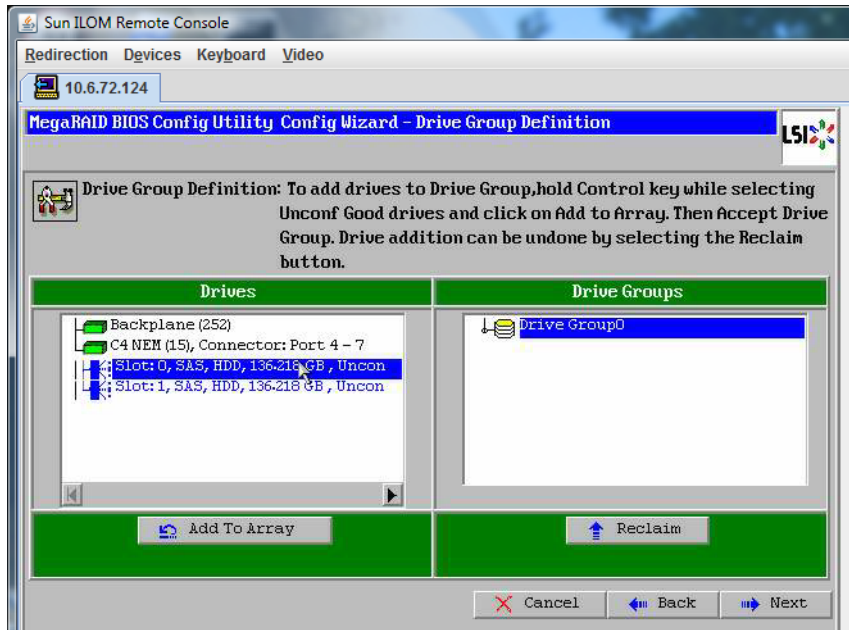 Sun ILOM Remote Console
Redirection Devices Keyboard Video
10.6.72.124
MegaRAID BIOS Config Utility Config Wizard – Drive Group Definition
LSI
Drive Group Definition: To add drives to Drive Group,hold Control key while selecting
Unconf Good drives and click on Add to Array. Then Accept Drive
Group. Drive addition can be undone by selecting the Reclaim
button.
Drives
Drive Groups
Backplane (252)
C4 NEM (15), Connector: Port 4 – 7
Slot: 0, SAS, HDD, 136.218 GB , Uncon
Slot: 1, SAS, HDD, 136.218 GB , Uncon
Drive Group0
Add To Array
Reclaim
Cancel
Back
Next